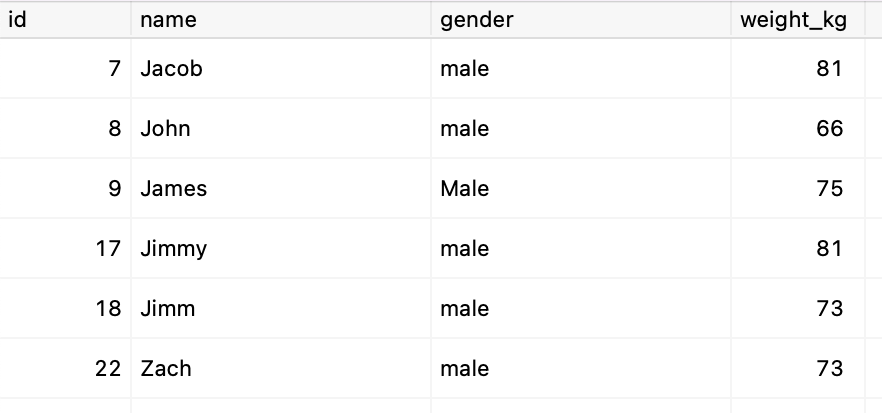 id name gender weight_kg
7 Jacob male 81
8 John male 66
9 James Male 75
17 Jimmy male 81
18 Jimm male 73
22 Zach male 73